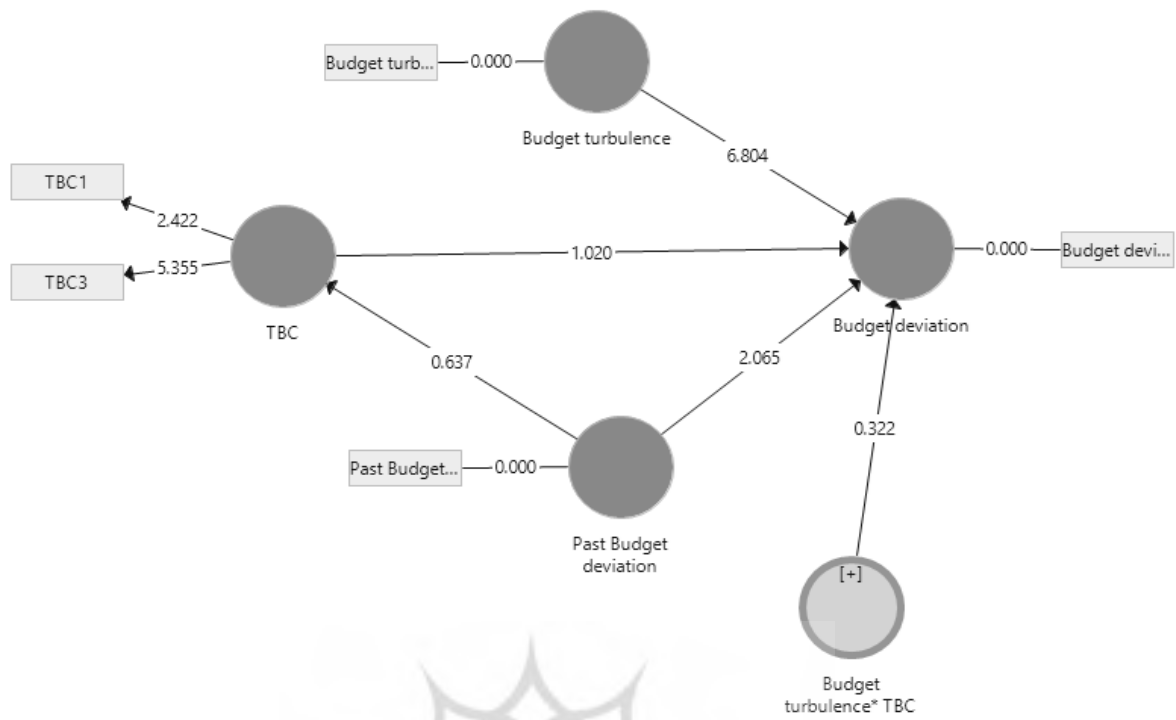 Budget turb...
0.000
Budget turbulence
6.804
TBC1
2.422
TBC3
5.355
TBC
1.020
0.000
Budget devi...
Budget deviation
0.637
2.065
Past Budget...
0.000
Past Budget
deviation
0.322
[+]
Budget
turbulence* TBC